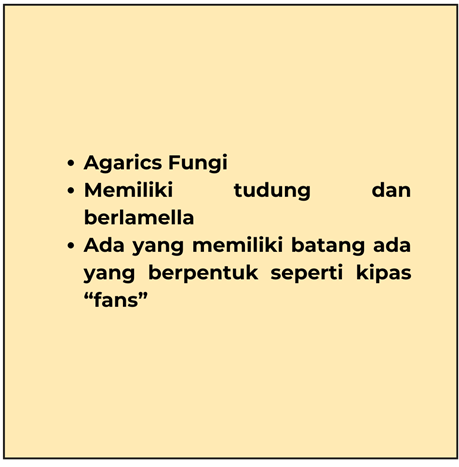 • Agarics Fungi
• Memiliki tudung dan
berlamella
• Ada yang memiliki batang ada
yang berpentuk seperti kipas
“fans”